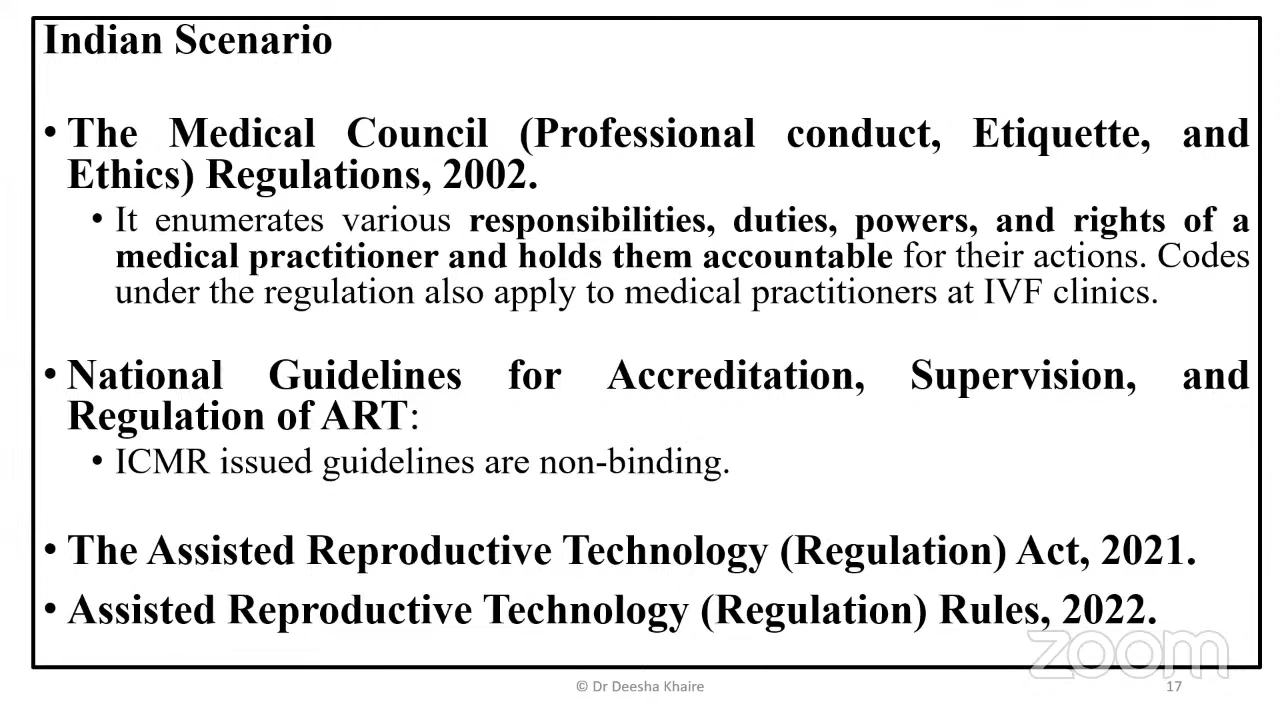 Indian Scenario
• The Medical Council (Professional conduct, Etiquette, and
Ethics) Regulations, 2002.
• It enumerates various responsibilities, duties, powers, and rights of a
medical practitioner and holds them accountable for their actions. Codes
under the regulation also apply to medical practitioners at IVF clinics.
• National Guidelines for Accreditation, Supervision, and
Regulation of ART:
• ICMR issued guidelines are non-binding.
• The Assisted Reproductive Technology (Regulation) Act, 2021.
• Assisted Reproductive Technology (Regulation) Rules, 2022.
zoom
© Dr Deesha Khaire
17